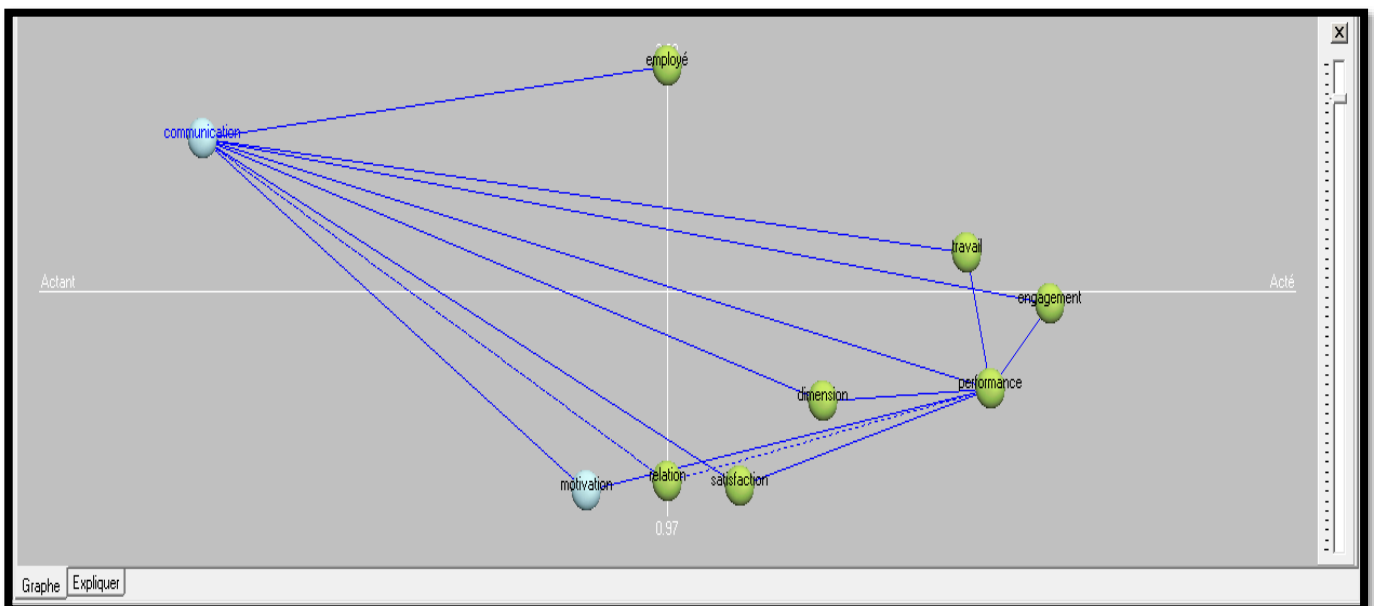 employé
communication
travail
Actant
Acté
engagement
performance
dimension
motivation
relation
satisfaction
0.97
Graphe
Expliquer
X